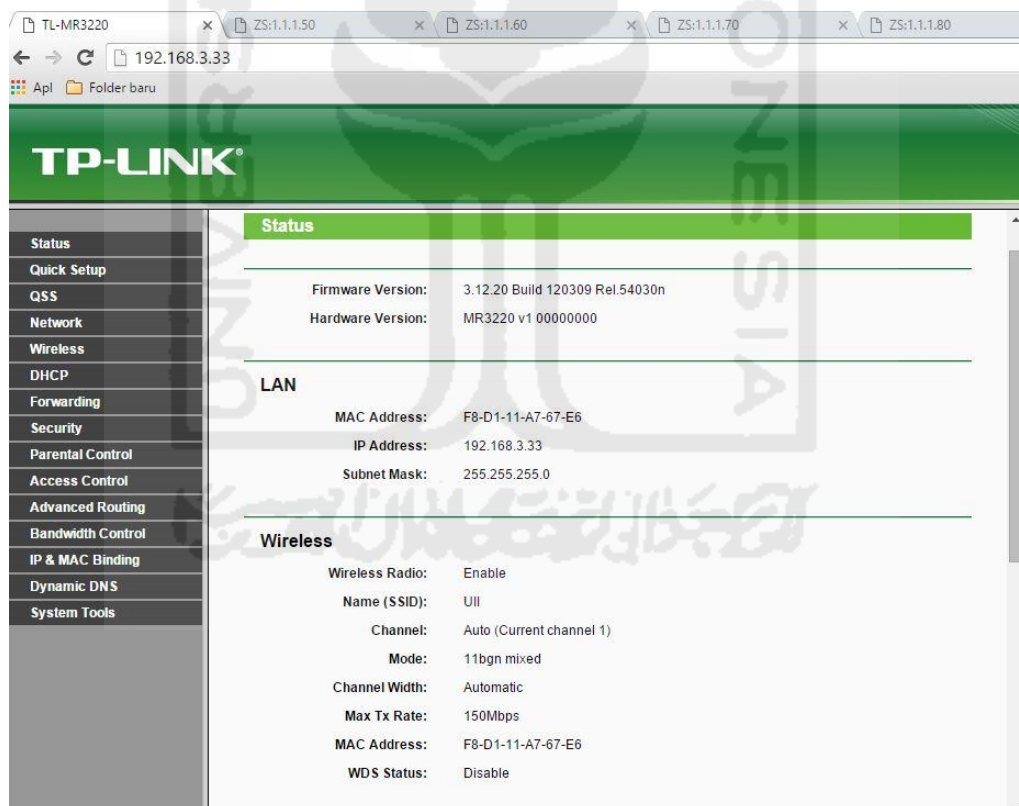 TL-MR3220 ZS:1.1.1.50 ZS:1.1.1.60 ZS:1.1.1.70 ZS:1.1.1.80
192.168.3.33
Apl Folder baru
TP-LINK®
Status
Quick Setup
QSS
Network
Wireless
DHCP
Forwarding
Security
Parental Control
Access Control
Advanced Routing
Bandwidth Control
IP & MAC Binding
Dynamic DNS
System Tools
Status
Firmware Version: 3.12.20 Build 120309 Rel.54030n
Hardware Version: MR3220 v1 00000000
LAN
MAC Address: F8-D1-11-A7-67-E6
IP Address: 192.168.3.33
Subnet Mask: 255.255.255.0
Wireless
Wireless Radio: Enable
Name (SSID): UII
Channel: Auto (Current channel 1)
Mode: 11bgn mixed
Channel Width: Automatic
Max Tx Rate: 150Mbps
MAC Address: F8-D1-11-A7-67-E6
WDS Status: Disable